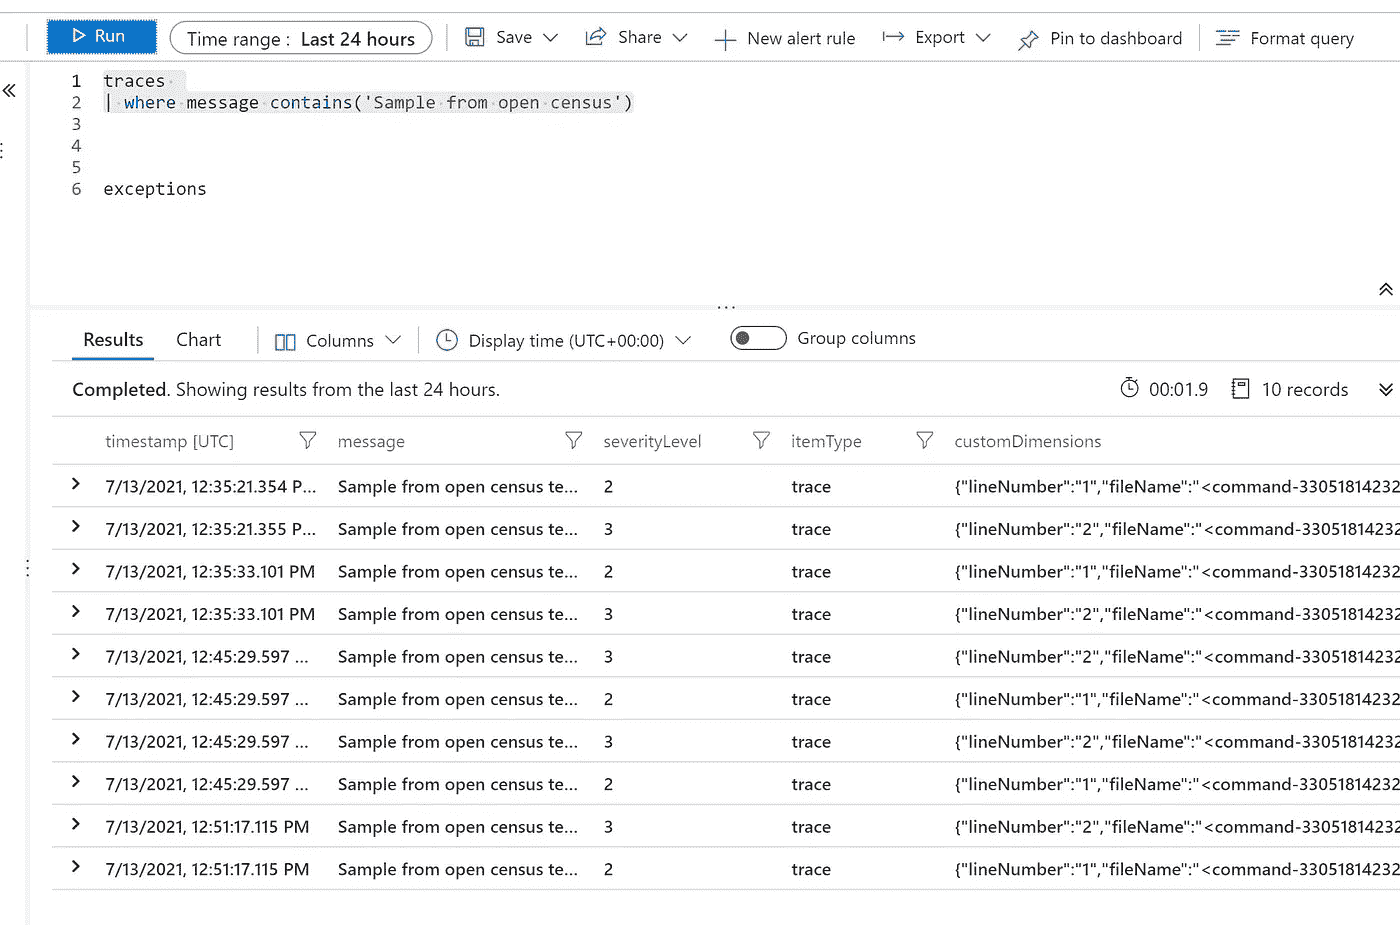 Run Time range : Last 24 hours Save Share New alert rule Export Pin to dashboard Format query
1 traces
2 | where message contains('Sample from open census')
3
4
5
6 exceptions
Results Chart Columns Display time (UTC+00:00) Group columns
Completed. Showing results from the last 24 hours. 00:01.9 10 records
timestamp [UTC] message severityLevel itemType customDimensions
7/13/2021, 12:35:21.354 P... Sample from open census te... 2 trace {"lineNumber":"1","fileName":"<command-33051814232
7/13/2021, 12:35:21.355 P... Sample from open census te... 3 trace {"lineNumber":"2","fileName":"<command-33051814232
7/13/2021, 12:35:33.101 PM Sample from open census te... 2 trace {"lineNumber":"1","fileName":"<command-33051814232
7/13/2021, 12:35:33.101 PM Sample from open census te... 3 trace {"lineNumber":"2","fileName":"<command-33051814232
7/13/2021, 12:45:29.597 ... Sample from open census te... 3 trace {"lineNumber":"2","fileName":"<command-33051814232
7/13/2021, 12:45:29.597 ... Sample from open census te... 2 trace {"lineNumber":"1","fileName":"<command-33051814232
7/13/2021, 12:45:29.597 ... Sample from open census te... 3 trace {"lineNumber":"2","fileName":"<command-33051814232
7/13/2021, 12:45:29.597 ... Sample from open census te... 2 trace {"lineNumber":"1","fileName":"<command-33051814232
7/13/2021, 12:51:17.115 PM Sample from open census te... 3 trace {"lineNumber":"2","fileName":"<command-33051814232
7/13/2021, 12:51:17.115 PM Sample from open census te... 2 trace {"lineNumber":"1","fileName":"<command-33051814232